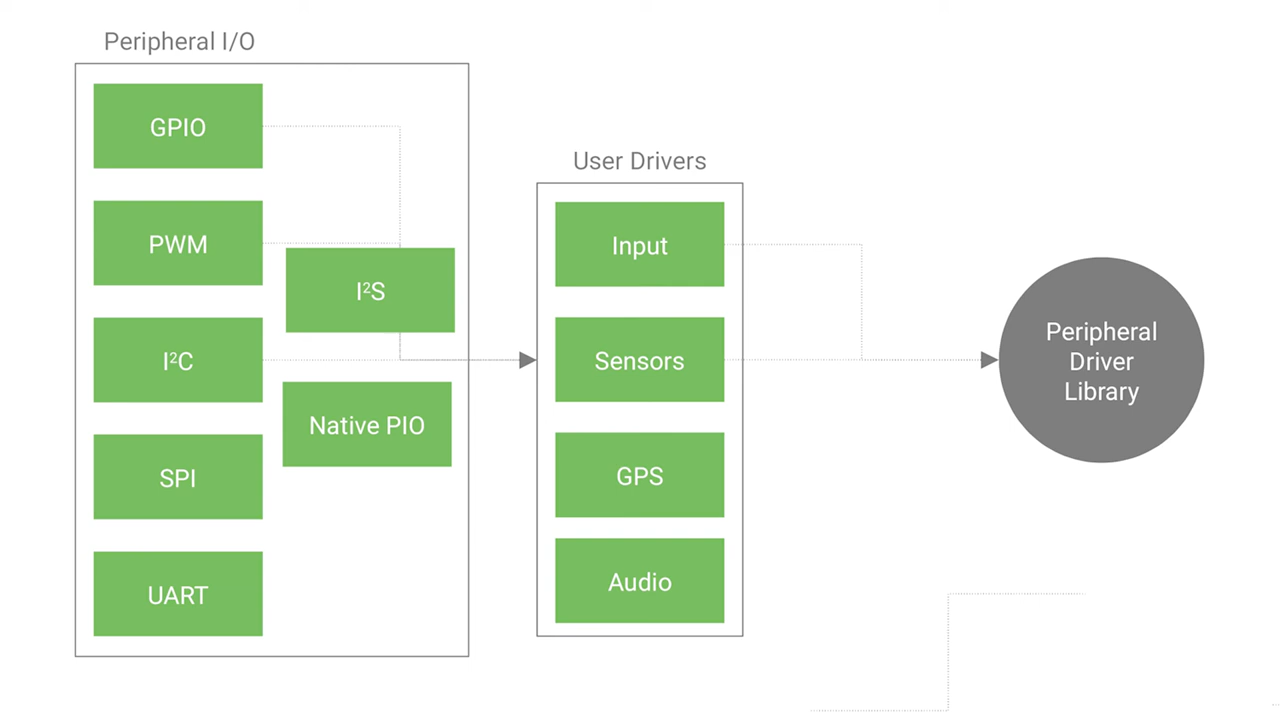 Peripheral I/O
GPIO
PWM
I²S
I²C
Native PIO
SPI
UART
User Drivers
Input
Sensors
GPS
Audio
Peripheral
Driver
Library